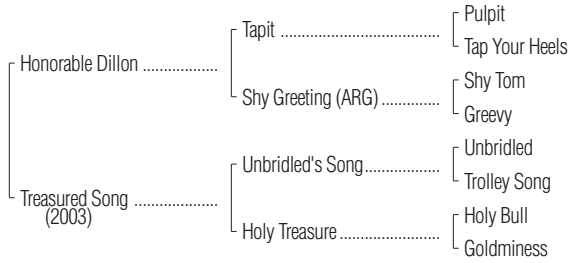 Pulpit
Tapit ........................................
Tap Your Heels
Honorable Dillon ...................
Shy Tom
Shy Greeting (ARG) ..............
Greevy
Unbridled
Unbridled's Song..................
Trolley Song
Treasured Song .....................
(2003)
Holy Bull
Holy Treasure ........................
Goldminess